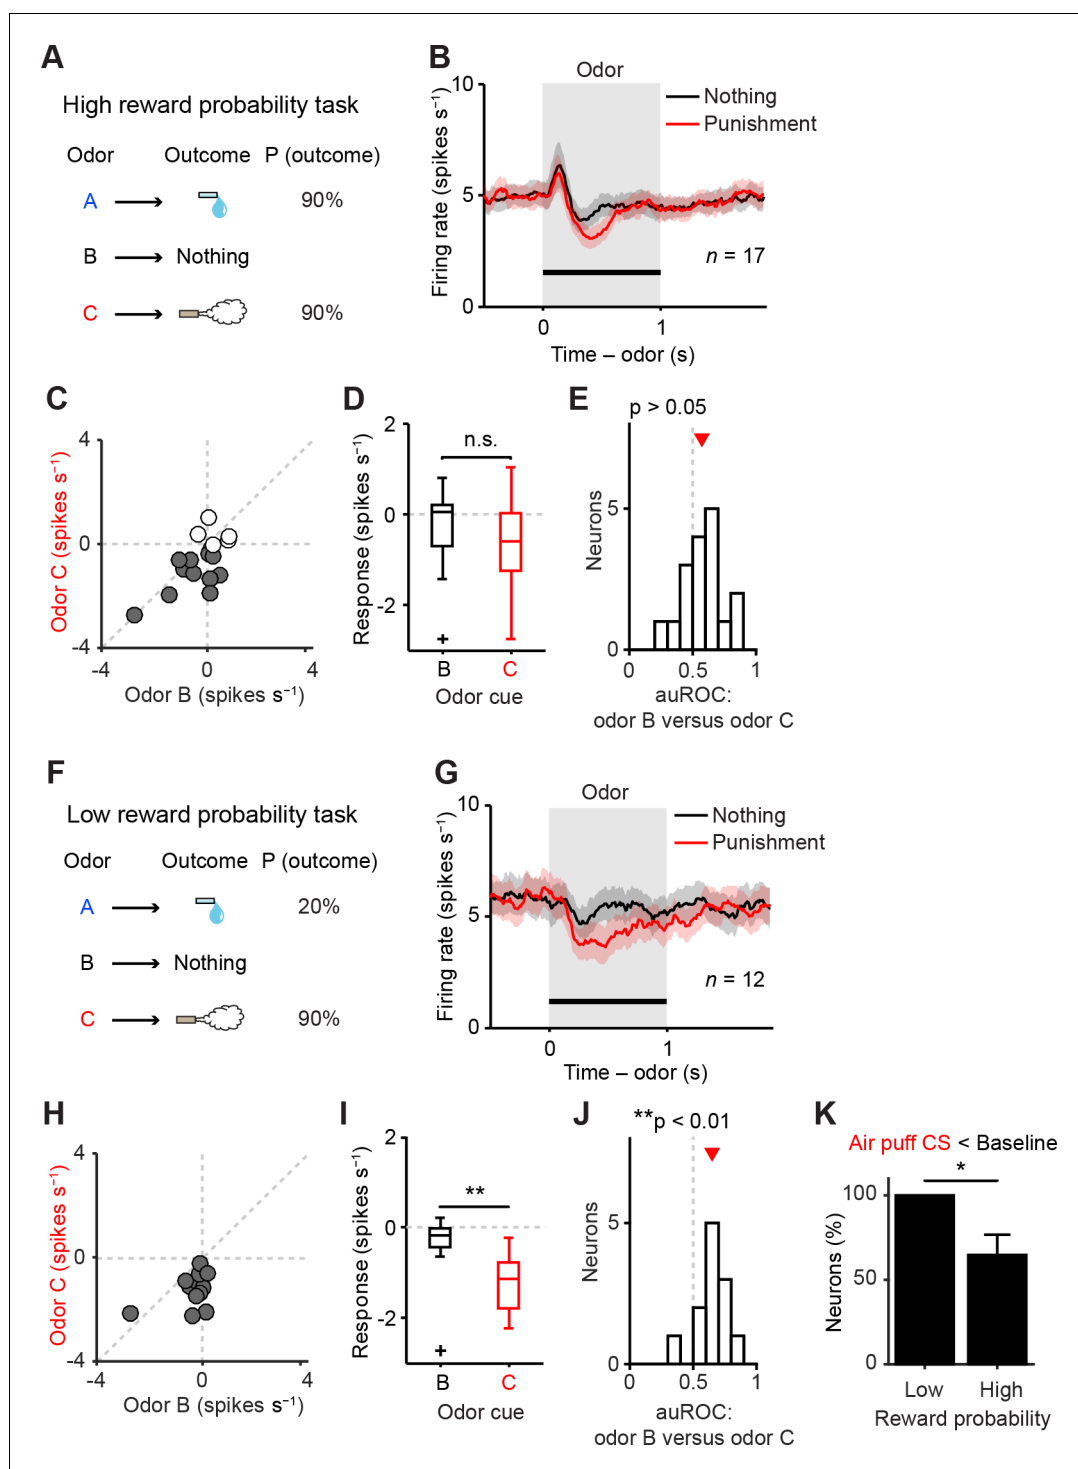 A
High reward probability task
Odor Outcome P (outcome)
A 90%
B Nothing
C 90%
B
Odor
10
Nothing
Punishment
Firing rate (spikes s⁻¹)
5
n = 17
0
0 1
Time – odor (s)
C
4
Odor C (spikes s⁻¹)
0
-4
-4 0 4
Odor B (spikes s⁻¹)
D
2
n.s.
Response (spikes s⁻¹)
0
-2
B C
Odor cue
E
p > 0.05
Neurons
5
0
0 0.5 1
auROC:
odor B versus odor C
F
Low reward probability task
Odor Outcome P (outcome)
A 20%
B Nothing
C 90%
G
Odor
10
Nothing
Punishment
Firing rate (spikes s⁻¹)
5
n = 12
0
0 1
Time – odor (s)
H
4
Odor C (spikes s⁻¹)
0
-4
-4 0 4
Odor B (spikes s⁻¹)
I
2
**
Response (spikes s⁻¹)
0
-2
B C
Odor cue
J
**p < 0.01
Neurons
5
0
0 0.5 1
auROC:
odor B versus odor C
K
Air puff CS < Baseline
*
Neurons (%)
100
50
0
Low High
Reward probability